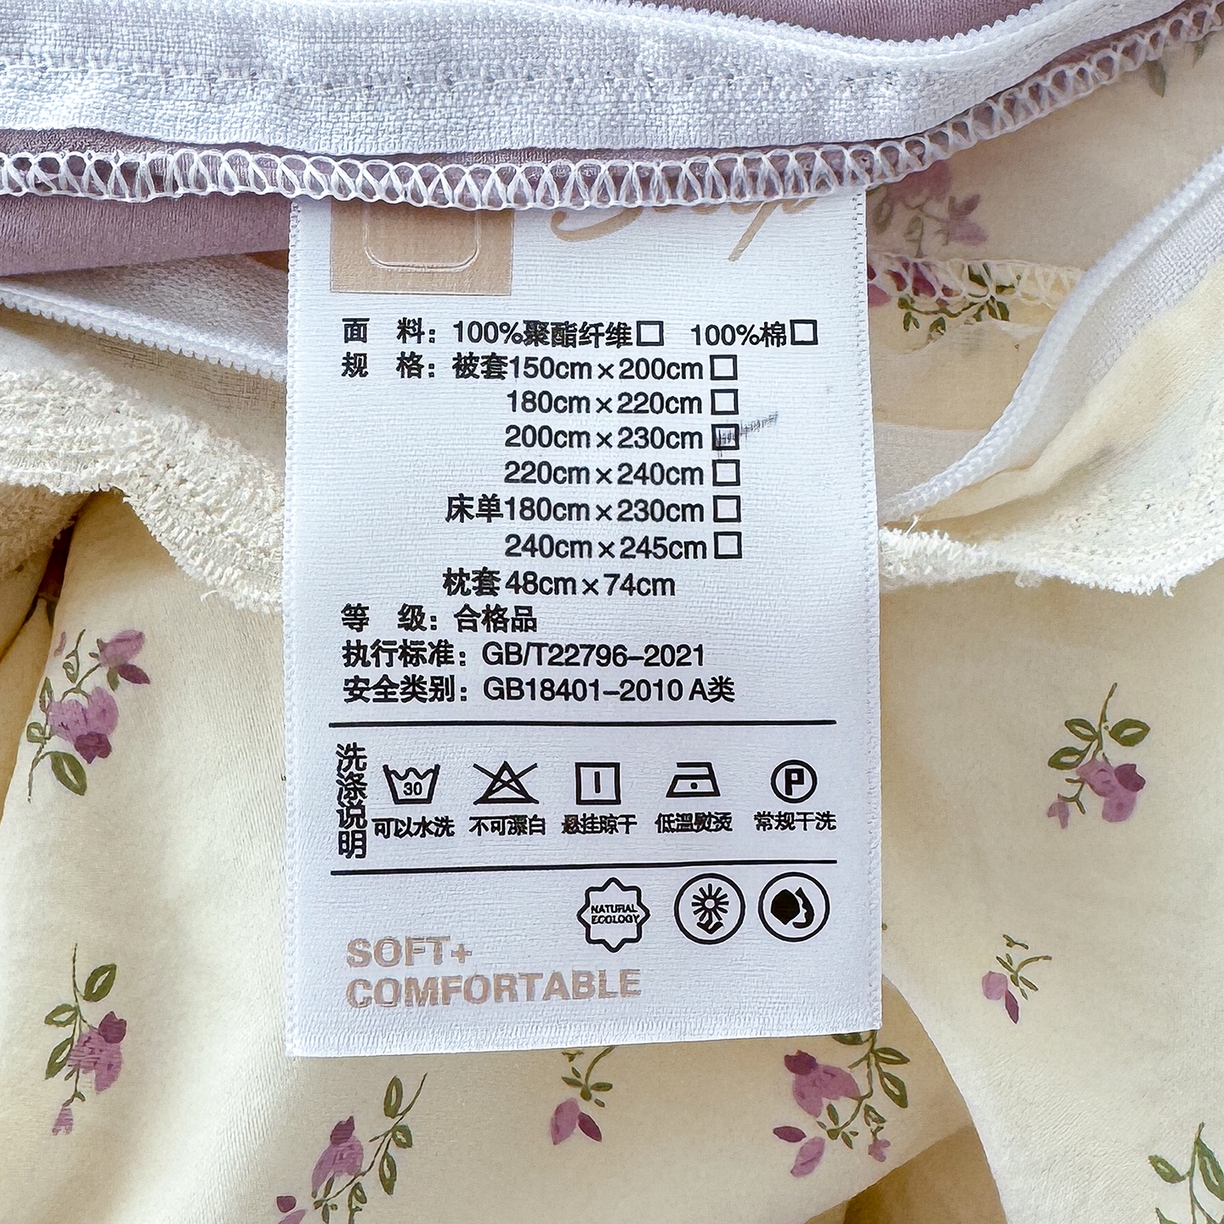 面 料：100%聚酯纤维□ 100%棉□
规 格：被套150cm×200cm□
180cm×220cm□
200cm×230cm□
220cm×240cm□
床单180cm×230cm□
240cm×245cm□
枕套48cm×74cm
等 级：合格品
执行标准：GB/T22796-2021
安全类别：GB18401-2010 A类
洗涤说明
30
P
可以水洗 不可漂白 悬挂晾干 低温熨烫 常规干洗
NATURAL
ECOLOGY
SOFT+
COMFORTABLE